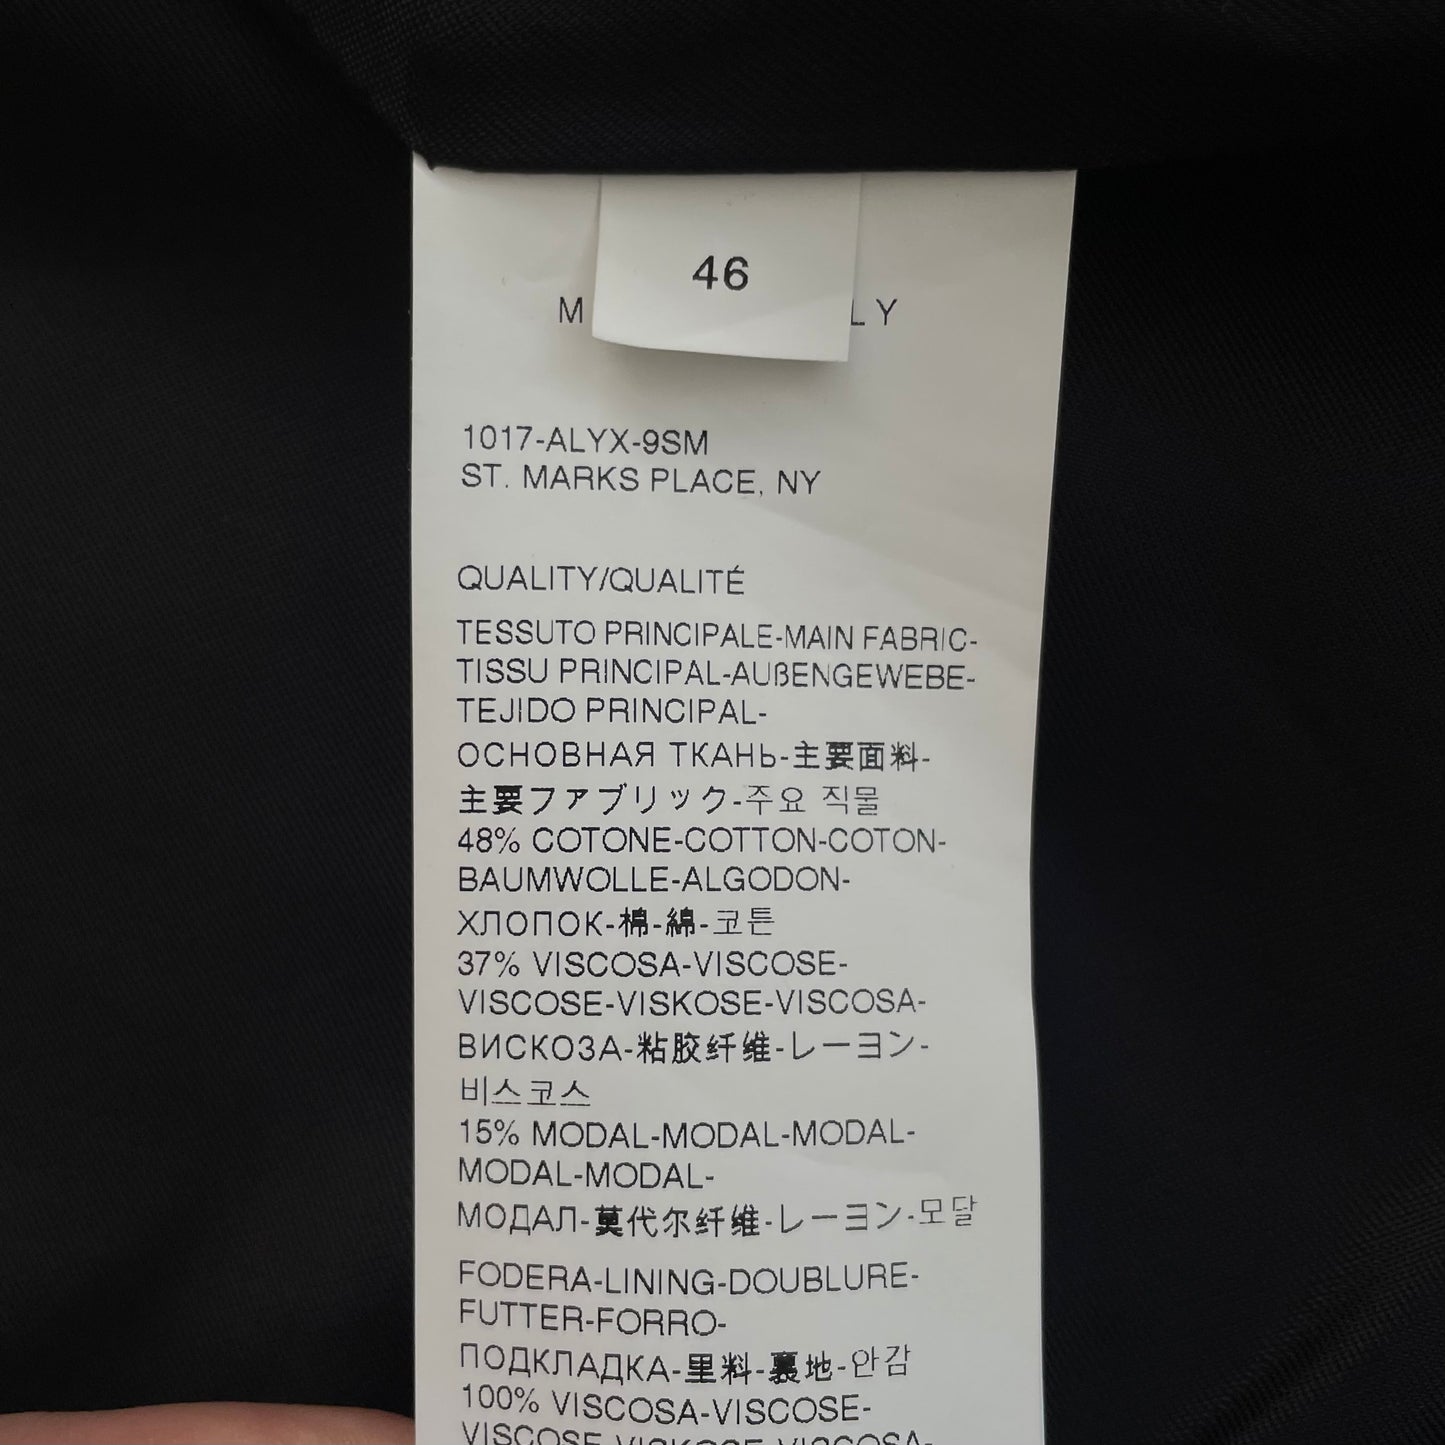 46
M LY
1017-ALYX-9SM
ST. MARKS PLACE, NY
QUALITY/QUALITÉ
TESSUTO PRINCIPALE-MAIN FABRIC-
TISSU PRINCIPAL-AUßENGEWEBE-
TEJIDO PRINCIPAL-
ОСНОВНАЯ ТКАНЬ-主要面料-
主要ファブリック-주요 직물
48% COTONE-COTTON-COTON-
BAUMWOLLE-ALGODON-
ХЛОПОК-棉-綿-코튼
37% VISCOSA-VISCOSE-
VISCOSE-VISKOSE-VISCOSA-
ВИСКОЗА-粘胶纤维-レーヨン-
비스코스
15% MODAL-MODAL-MODAL-
MODAL-MODAL-
МОДАЛ-莫代尔纤维-レーヨン-모달
FODERA-LINING-DOUBLURE-
FUTTER-FORRO-
ПОДКЛАДКА-里料-裏地-안감
100% VISCOSA-VISCOSE-
VISCOSE-VISKOSE-VISCOSA-